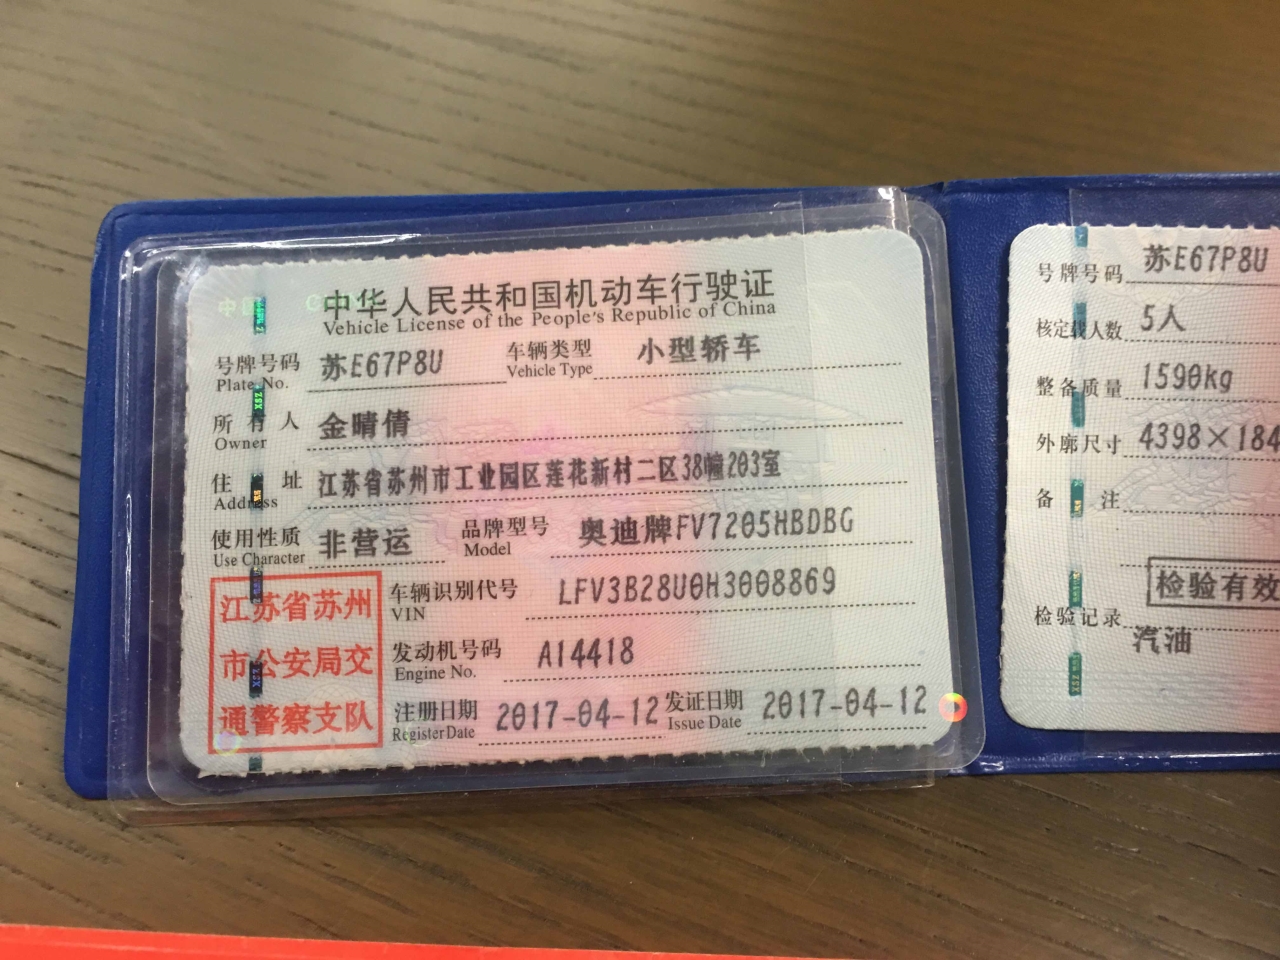 中华人民共和国机动车行驶证
Vehicle License of the People's Republic of China
号牌号码 苏E67P8U 车辆类型 小型轿车
Plate No. Vehicle Type
所有人 金晴倩
Owner
住址 江苏省苏州市工业园区莲花新村二区38幢203室
Address
使用性质 非营运 品牌型号 奥迪牌FV7205HBDBG
Use Character Model
江苏省苏州
市公安局交
通警察支队
车辆识别代号 LFV3B28U0H3008869
VIN
发动机号码 A14418
Engine No.
注册日期 2017-04-12 发证日期 2017-04-12
Register Date Issue Date
号牌号码 苏E67P8U
核定载人数 5人
整备质量 1590kg
外廓尺寸 4398×184
备注
检验有效
检验记录
汽油